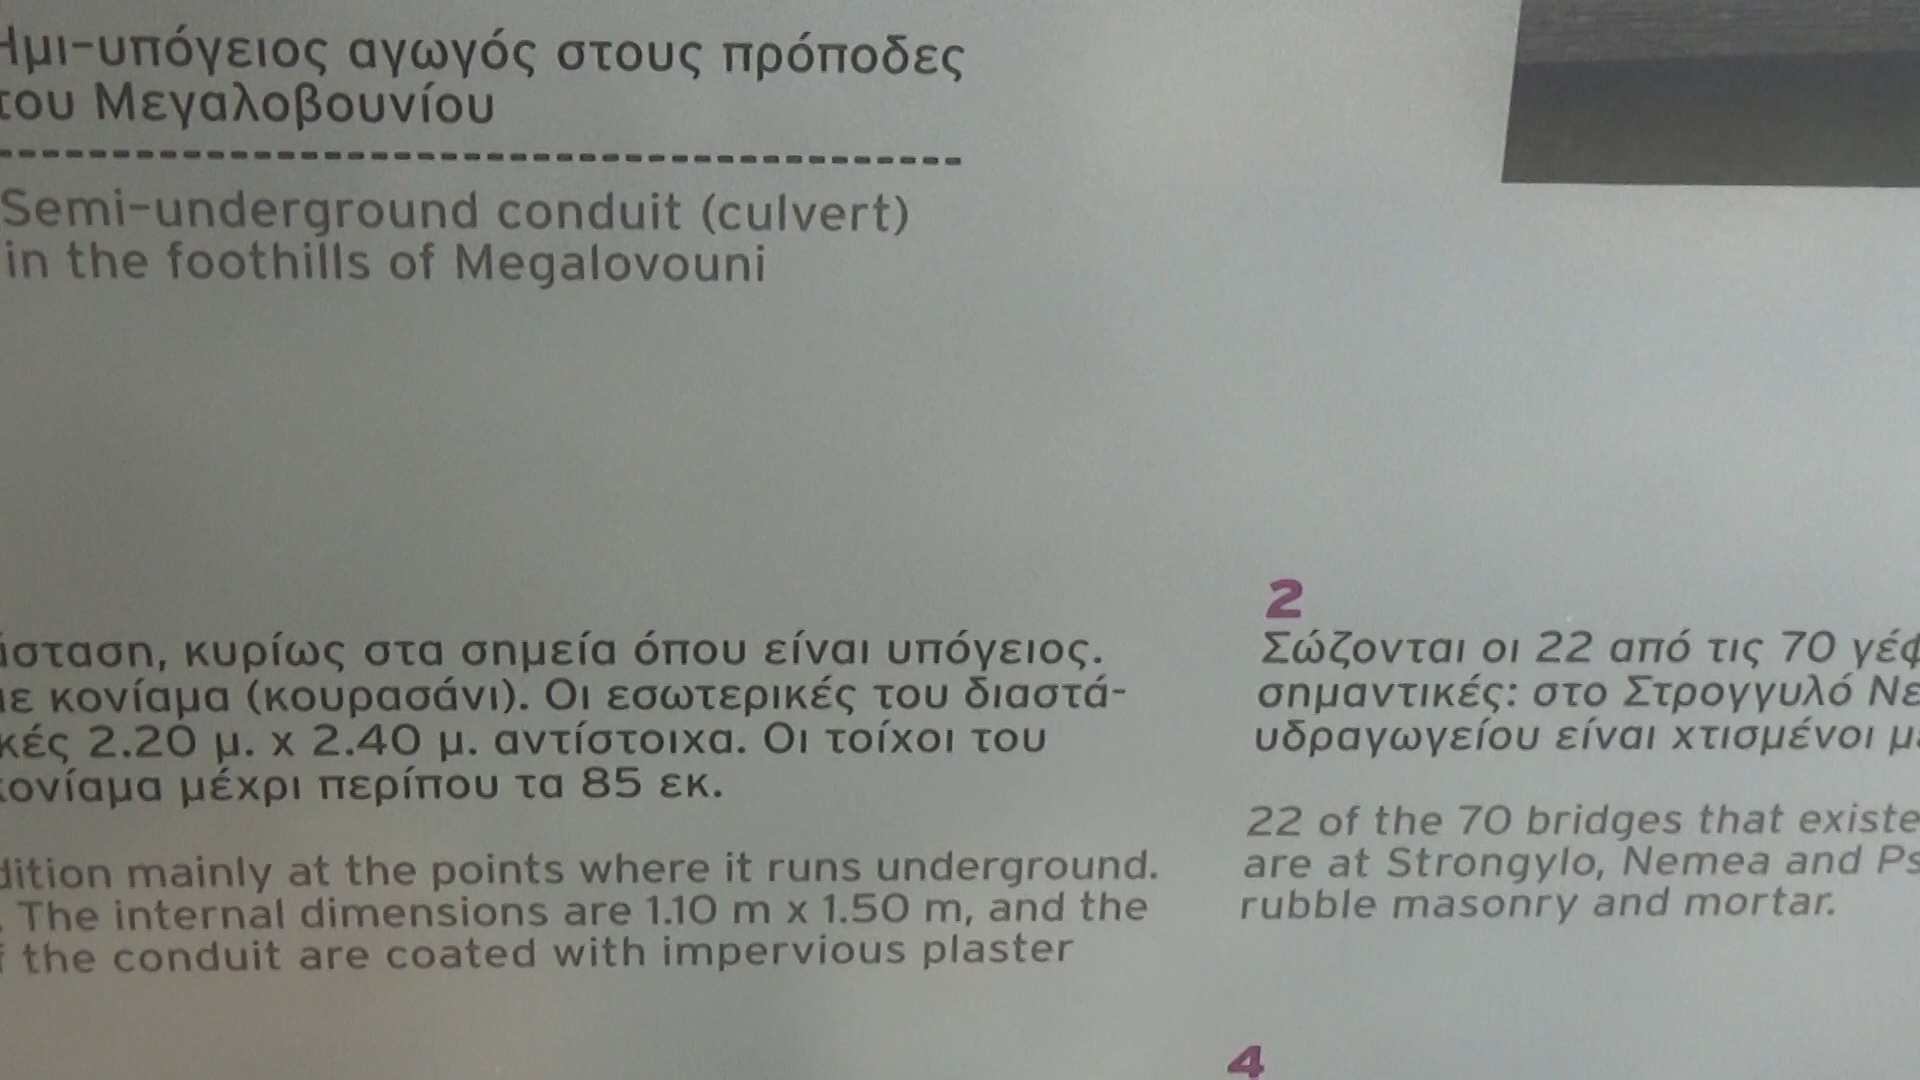 Ημι-υπόγειος αγωγός στους πρόποδες
του Μεγαλοβουνίου
Semi-underground conduit (culvert)
in the foothills of Megalovouni
κυρίως στα σημεία όπου είναι υπόγειος.
κονίαμα (κουρασάνι). Οι εσωτερικές του διαστά-
2.20 μ. x 2.40 μ. αντίστοιχα. Οι τοίχοι του
κονίαμα μέχρι περίπου τα 85 εκ.
mainly at the points where it runs underground.
The internal dimensions are 1.10 m x 1.50 m, and the
the conduit are coated with impervious plaster
2
Σώζονται οι 22 από τις 70
σημαντικές: στο Στρογγυλό
υδραγωγείου είναι χτισμένοι
22 of the 70 bridges that
are at Strongylo, Nemea and
rubble masonry and mortar.
4